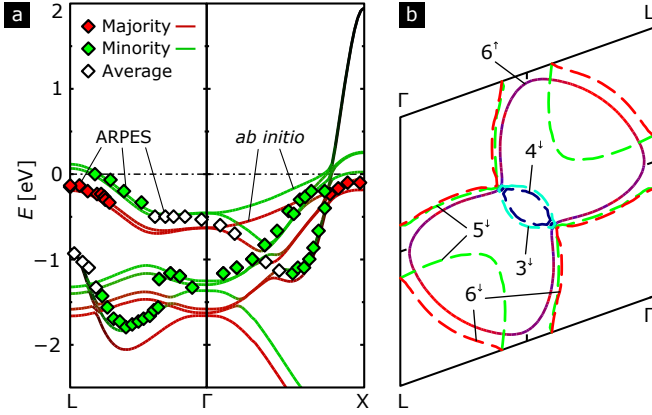 a
Majority
Minority
Average
ARPES
ab initio
E [eV]
2
1
0
−1
−2
L
Γ
X
b
L
Γ
6↑
4↓
5↓
3↓
6↓
Γ
L